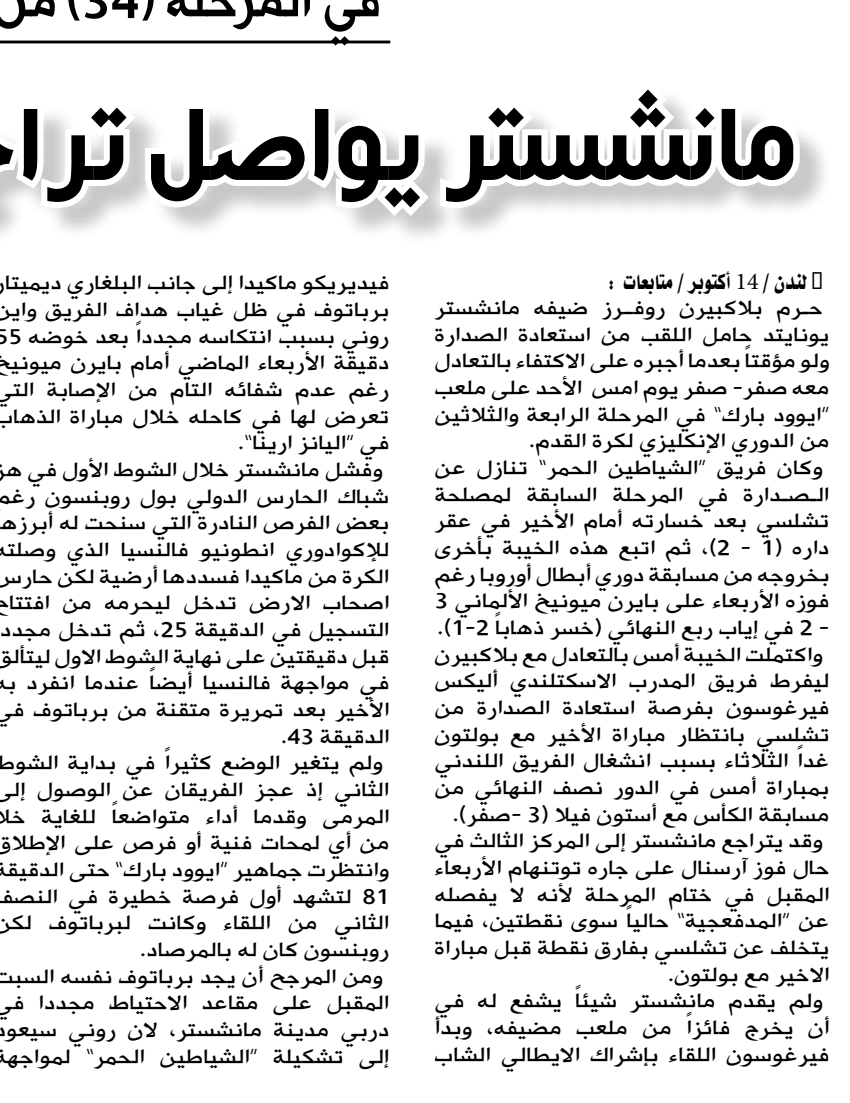 في المرحلة (34) من
مانشستر يواصل
لندن / 14 أكتوبر / متابعات :
حـرم بلاكبيرن روفــرز ضيفه مانشستر
يونايتد حامل اللقب من استعادة الصدارة
ولو مؤقتاً بعدما أجبره على الاكتفاء بالتعادل
معه صفر- صفر يوم امس الأحد على ملعب
"ايوود بارك" في المرحلة الرابعة والثلاثين
من الدوري الإنكليزي لكرة القدم.
وكان فريق "الشياطين الحمر" تنازل عن
الـصـدارة في المرحلة السابقة لمصلحة
تشلسي بعد خسارته أمام الأخير في عقر
داره (1 - 2)، ثم اتبع هذه الخيبة بأخرى
بخروجه من مسابقة دوري أبطال أوروبا رغم
فوزه الأربعاء على بايرن ميونيخ الألماني 3
- 2 في إياب ربع النهائي (خسر ذهاباً 2-1).
واكتملت الخيبة أمس بالتعادل مع بلاكبيرن
ليفرط فريق المدرب الاسكتلندي أليكس
فيرغوسون بفرصة استعادة الصدارة من
تشلسي بانتظار مباراة الأخير مع بولتون
غداً الثلاثاء بسبب انشغال الفريق اللندني
بمباراة أمس في الدور نصف النهائي من
مسابقة الكأس مع أستون فيلا (3 -صفر).
وقد يتراجع مانشستر إلى المركز الثالث في
حال فوز آرسنال على جاره توتنهام الأربعاء
المقبل في ختام المرحلة لأنه لا يفصله
عن "المدفعجية" حالياً سوى نقطتين، فيما
يتخلف عن تشلسي بفارق نقطة قبل مباراة
الاخير مع بولتون.
ولم يقدم مانشستر شيئاً يشفع له في
أن يخرج فائزاً من ملعب مضيفه، وبدأ
فيرغوسون اللقاء بإشراك الايطالي الشاب
فيديريكو ماكيدا إلى جانب البلغاري ديميتار
برباتوف في ظل غياب هداف الفريق واين
روني بسبب انتكاسه مجدداً بعد خوضه 55
دقيقة الأربعاء الماضي أمام بايرن ميونيخ
رغم عدم شفائه التام من الإصابة التي
تعرض لها في كاحله خلال مباراة الذهاب
في "اليانز ارينا".
وفشل مانشستر خلال الشوط الأول في هز
شباك الحارس الدولي بول روبنسون رغم
بعض الفرص النادرة التي سنحت له أبرزها
للإكوادوري انطونيو فالنسيا الذي وصلته
الكرة من ماكيدا فسددها أرضية لكن حارس
اصحاب الارض تدخل ليحرمه من افتتاح
التسجيل في الدقيقة 25، ثم تدخل مجددا
قبل دقيقتين على نهاية الشوط الاول ليتألق
في مواجهة فالنسيا أيضاً عندما انفرد به
الأخير بعد تمريرة متقنة من برباتوف في
الدقيقة 43.
ولم يتغير الوضع كثيراً في بداية الشوط
الثاني إذ عجز الفريقان عن الوصول إلى
المرمى وقدما أداء متواضعاً للغاية خلا
من أي لمحات فنية أو فرص على الإطلاق
وانتظرت جماهير "ايوود بارك" حتى الدقيقة
81 لتشهد أول فرصة خطيرة في النصف
الثاني من اللقاء وكانت لبرباتوف لكن
روبنسون كان له بالمرصاد.
ومن المرجح أن يجد برباتوف نفسه السبت
المقبل على مقاعد الاحتياط مجددا في
دربي مدينة مانشستر، لان روني سيعود
إلى تشكيلة "الشياطين الحمر" لمواجهة